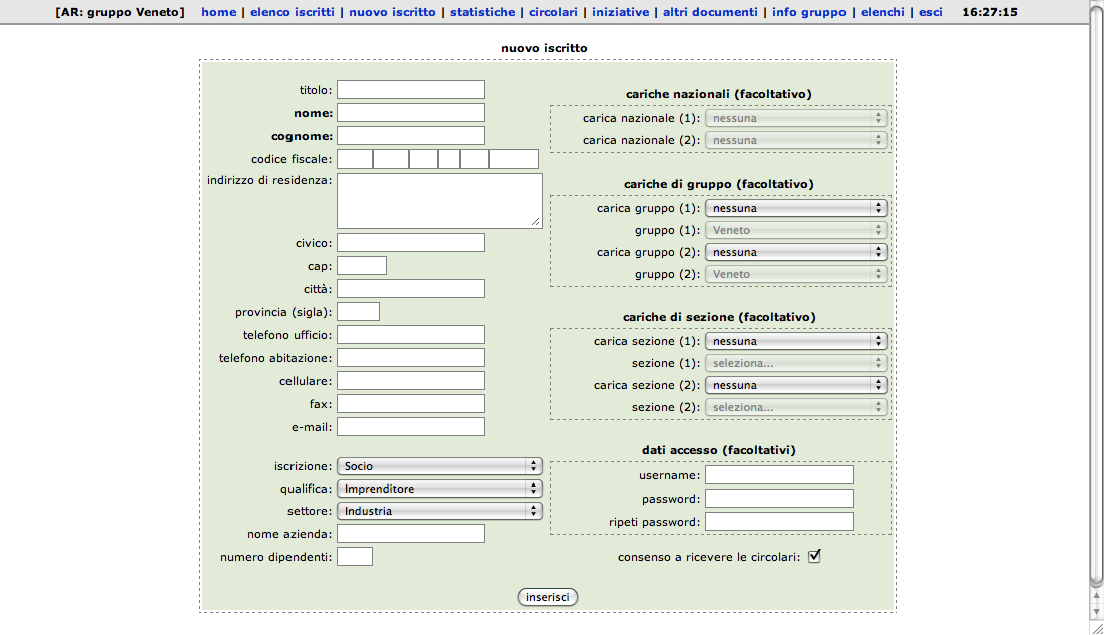 [AR: gruppo Veneto] home | elenco iscritti | nuovo iscritto | statistiche | circolari | iniziative | altri documenti | info gruppo | elenchi | esci 16:27:15
nuovo iscritto
titolo:
nome:
cognome:
codice fiscale:
indirizzo di residenza:
civico:
cap:
città:
provincia (sigla):
telefono ufficio:
telefono abitazione:
cellulare:
fax:
e-mail:
iscrizione: Socio
qualifica: Imprenditore
settore: Industria
nome azienda:
numero dipendenti:
cariche nazionali (facoltativo)
carica nazionale (1): nessuna
carica nazionale (2): nessuna
cariche di gruppo (facoltativo)
carica gruppo (1): nessuna
gruppo (1): Veneto
carica gruppo (2): nessuna
gruppo (2): Veneto
cariche di sezione (facoltativo)
carica sezione (1): nessuna
sezione (1): seleziona...
carica sezione (2): nessuna
sezione (2): seleziona...
dati accesso (facoltativi)
username:
password:
ripeti password:
consenso a ricevere le circolari:
inserisci